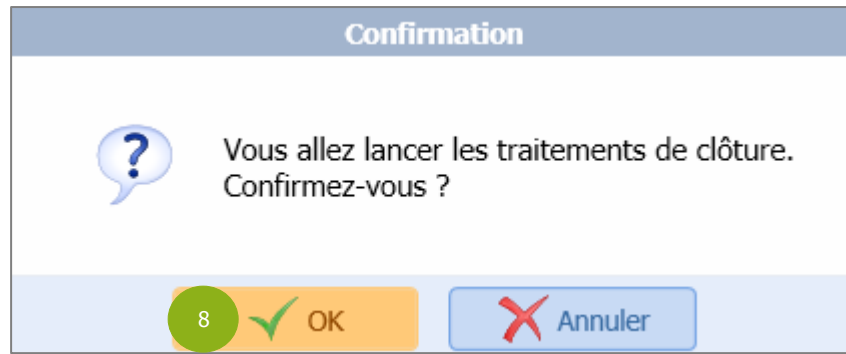 Confirmation
Vous allez lancer les traitements de clôture.
Confirmez-vous ?
8 OK Annuler